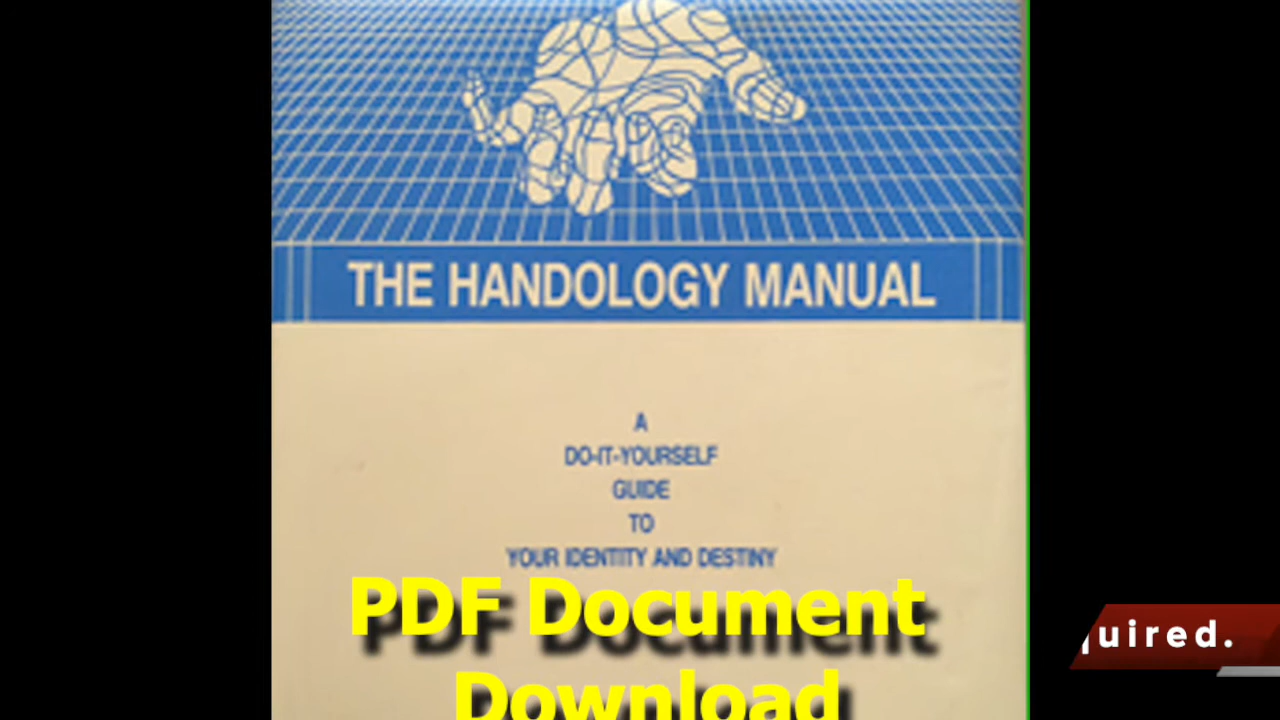 THE HANDOLOGY MANUAL
A
DO-IT-YOURSELF
GUIDE
TO
YOUR IDENTITY AND DESTINY
PDF Document
Download
uired.